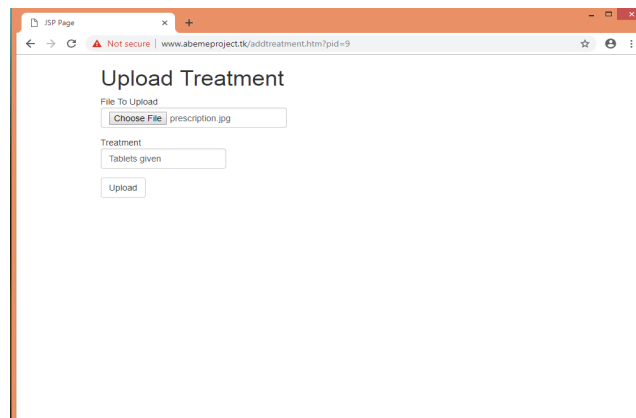 JSP Page
Not secure | www.abemeproject.tk/addtreatment.htm?pid=9
Upload Treatment
File To Upload
Choose File prescription.jpg
Treatment
Tablets given
Upload